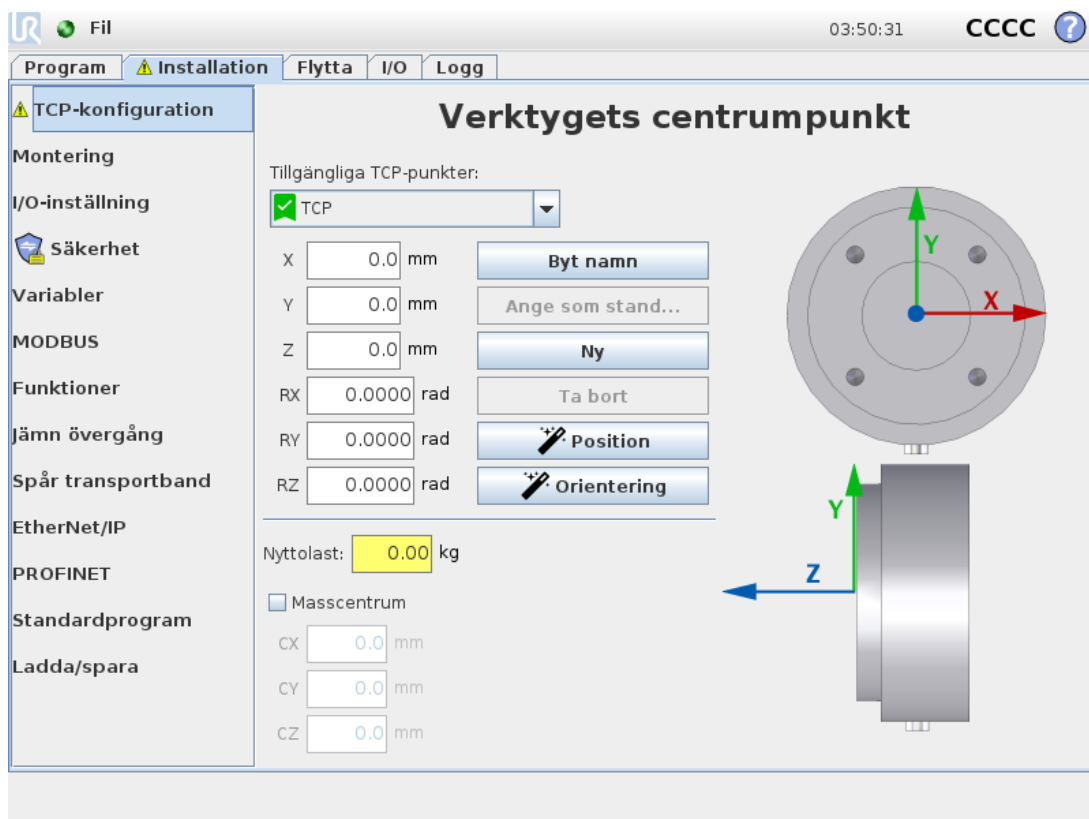 UR Fil 03:50:31 CCCC ?
Program Installation Flytta I/O Logg
TCP-konfiguration
Montering
I/O-inställning
Säkerhet
Variabler
MODBUS
Funktioner
Jämn övergång
Spår transportband
EtherNet/IP
PROFINET
Standardprogram
Ladda/spara
Verktygets centrumpunkt
Tillgängliga TCP-punkter:
TCP
X 0.0 mm Byt namn
Y 0.0 mm Ange som stand...
Z 0.0 mm Ny
RX 0.0000 rad Ta bort
RY 0.0000 rad Position
RZ 0.0000 rad Orientering
Nyttolast: 0.00 kg
Masscentrum
CX 0.0 mm
CY 0.0 mm
CZ 0.0 mm
Y
X
Y
Z